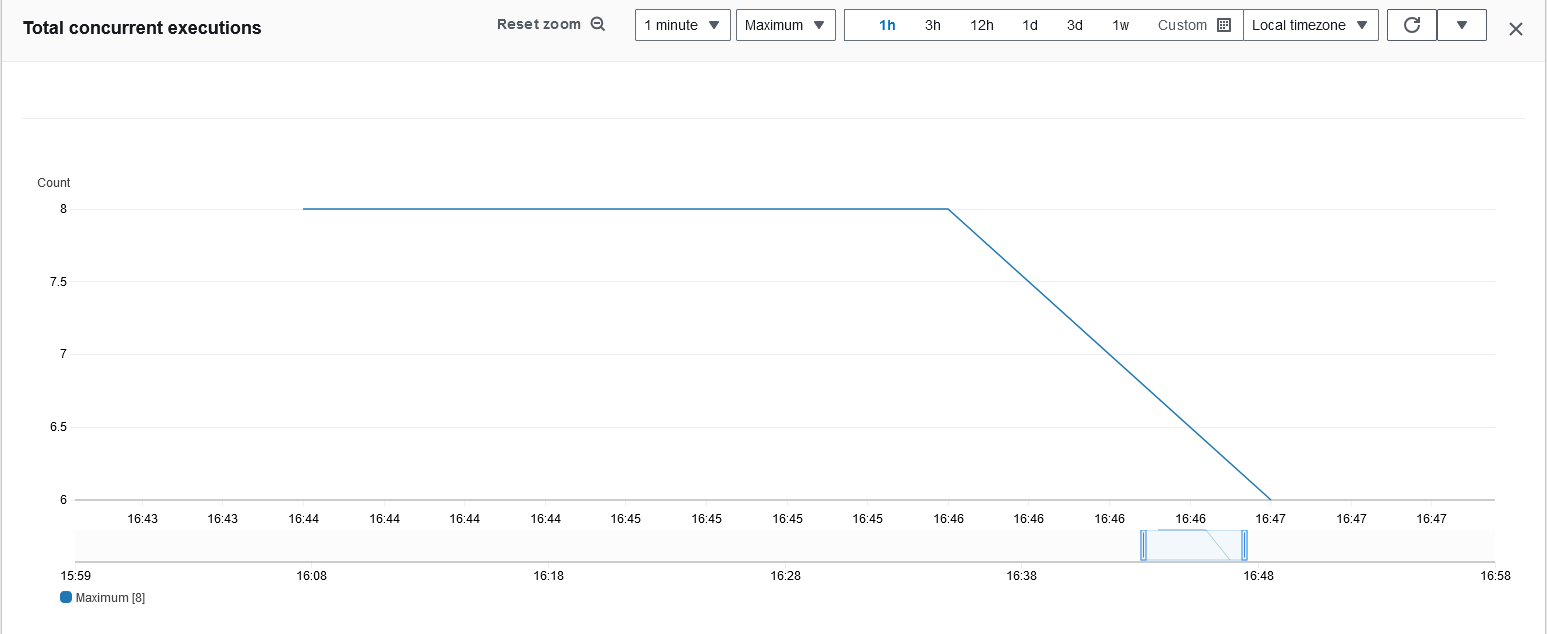 Total concurrent executions
Reset zoom
1 minute
Maximum
1h 3h 12h 1d 3d 1w Custom
Local timezone
Count
8
7.5
7
6.5
6
16:43 16:43 16:44 16:44 16:44 16:44 16:45 16:45 16:45 16:45 16:46 16:46 16:46 16:46 16:47 16:47 16:47
15:59 16:08 16:18 16:28 16:38 16:48 16:58
Maximum [8]